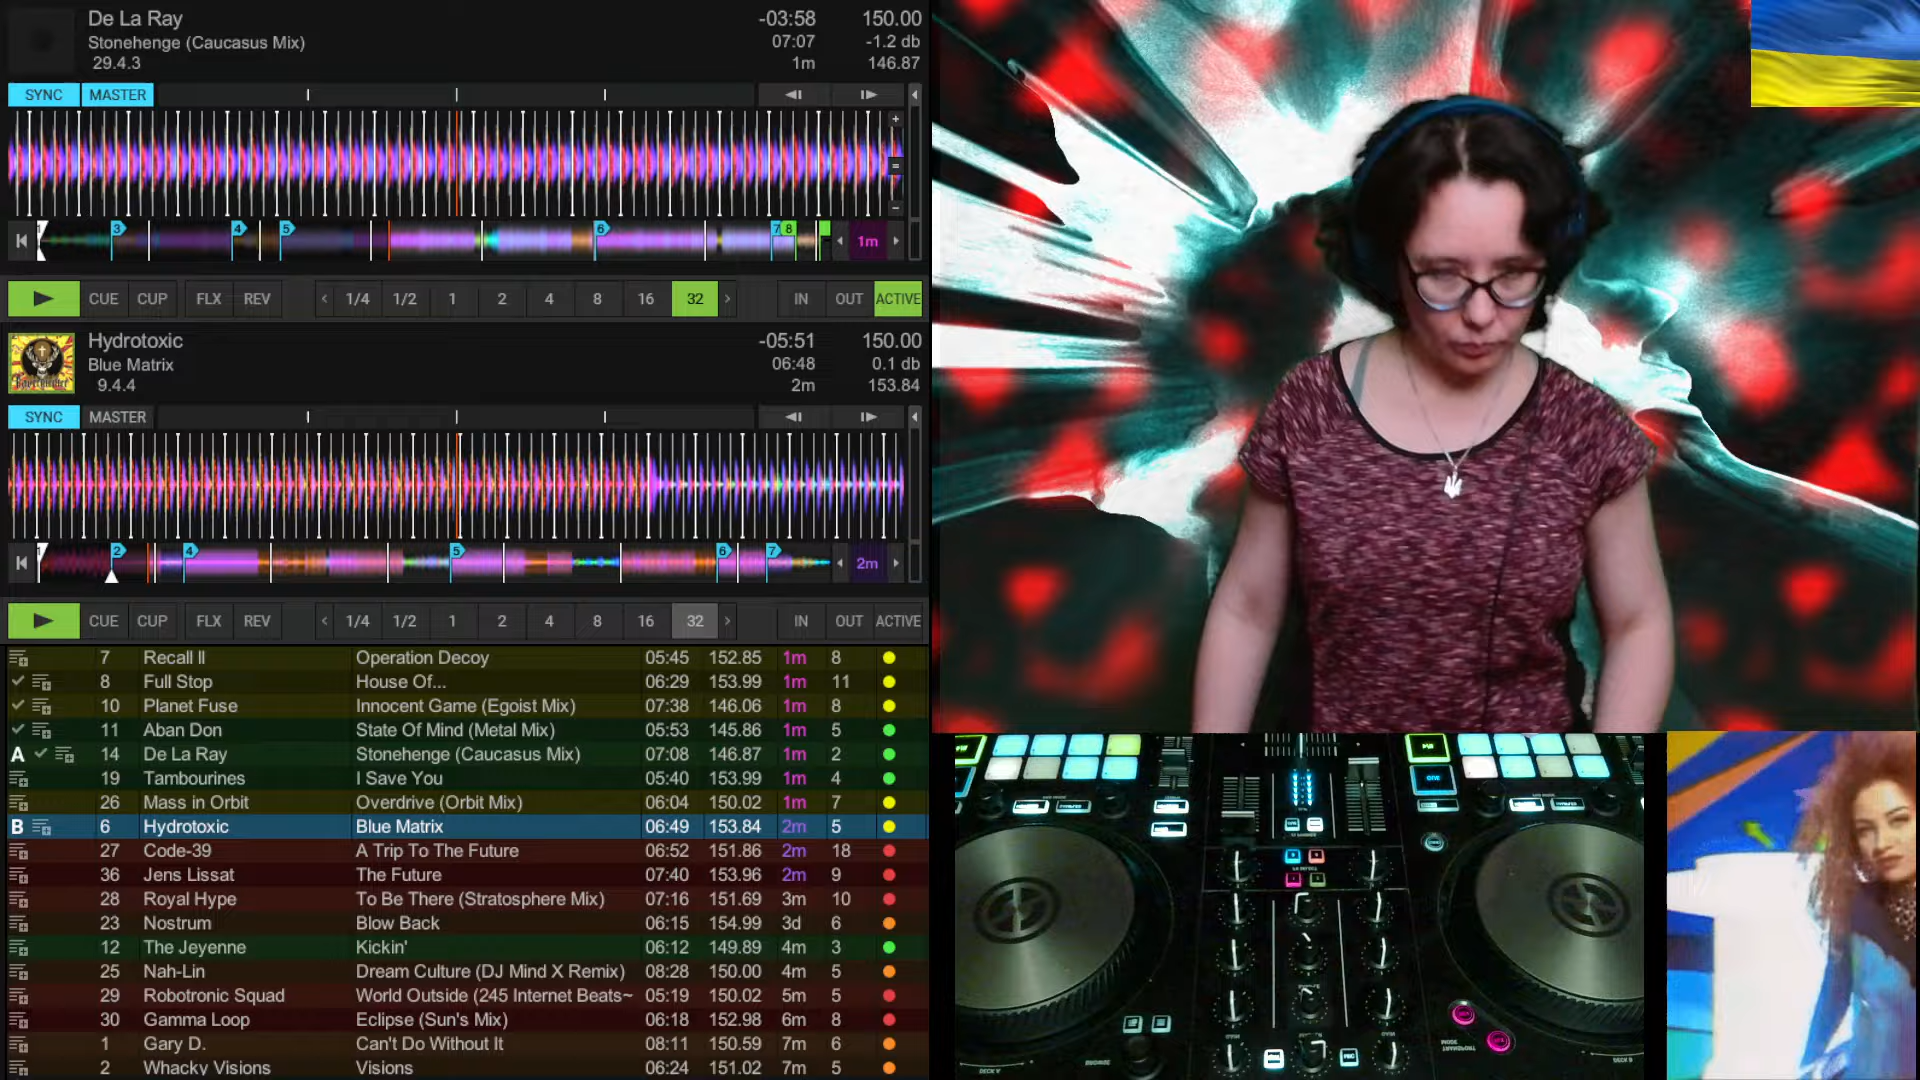 De La Ray -03:58 150.00
Stonehenge (Caucasus Mix) 07:07 -1.2 db
29.4.3 1m 146.87
SYNC MASTER
3 4 5 6 7 8 1m
CUE CUP FLX REV 1/4 1/2 1 2 4 8 16 32 IN OUT ACTIVE
Hydrotoxic -05:51 150.00
Blue Matrix 06:48 0.1 db
9.4.4 2m 153.84
SYNC MASTER
2 4 5 6 7 2m
CUE CUP FLX REV 1/4 1/2 1 2 4 8 16 32 IN OUT ACTIVE
7 Recall II Operation Decoy 05:45 152.85 1m 8
8 Full Stop House Of... 06:29 153.99 1m 11
10 Planet Fuse Innocent Game (Egoist Mix) 07:38 146.06 1m 8
11 Aban Don State Of Mind (Metal Mix) 05:53 145.86 1m 5
A 14 De La Ray Stonehenge (Caucasus Mix) 07:08 146.87 1m 2
19 Tambourines I Save You 05:40 153.99 1m 4
26 Mass in Orbit Overdrive (Orbit Mix) 06:04 150.02 1m 7
B 6 Hydrotoxic Blue Matrix 06:49 153.84 2m 5
27 Code-39 A Trip To The Future 06:52 151.86 2m 18
36 Jens Lissat The Future 07:40 153.96 2m 9
28 Royal Hype To Be There (Stratosphere Mix) 07:16 151.69 3m 10
23 Nostrum Blow Back 06:15 154.99 3d 6
12 The Jeyenne Kickin' 06:12 149.89 4m 3
25 Nah-Lin Dream Culture (DJ Mind X Remix) 08:28 150.00 4m 5
29 Robotronic Squad World Outside (245 Internet Beats~ 05:19 150.02 5m 5
30 Gamma Loop Eclipse (Sun's Mix) 06:18 152.98 6m 8
1 Gary D. Can't Do Without It 08:11 150.59 7m 6
2 Whacky Visions Visions 06:24 151.02 7m 5